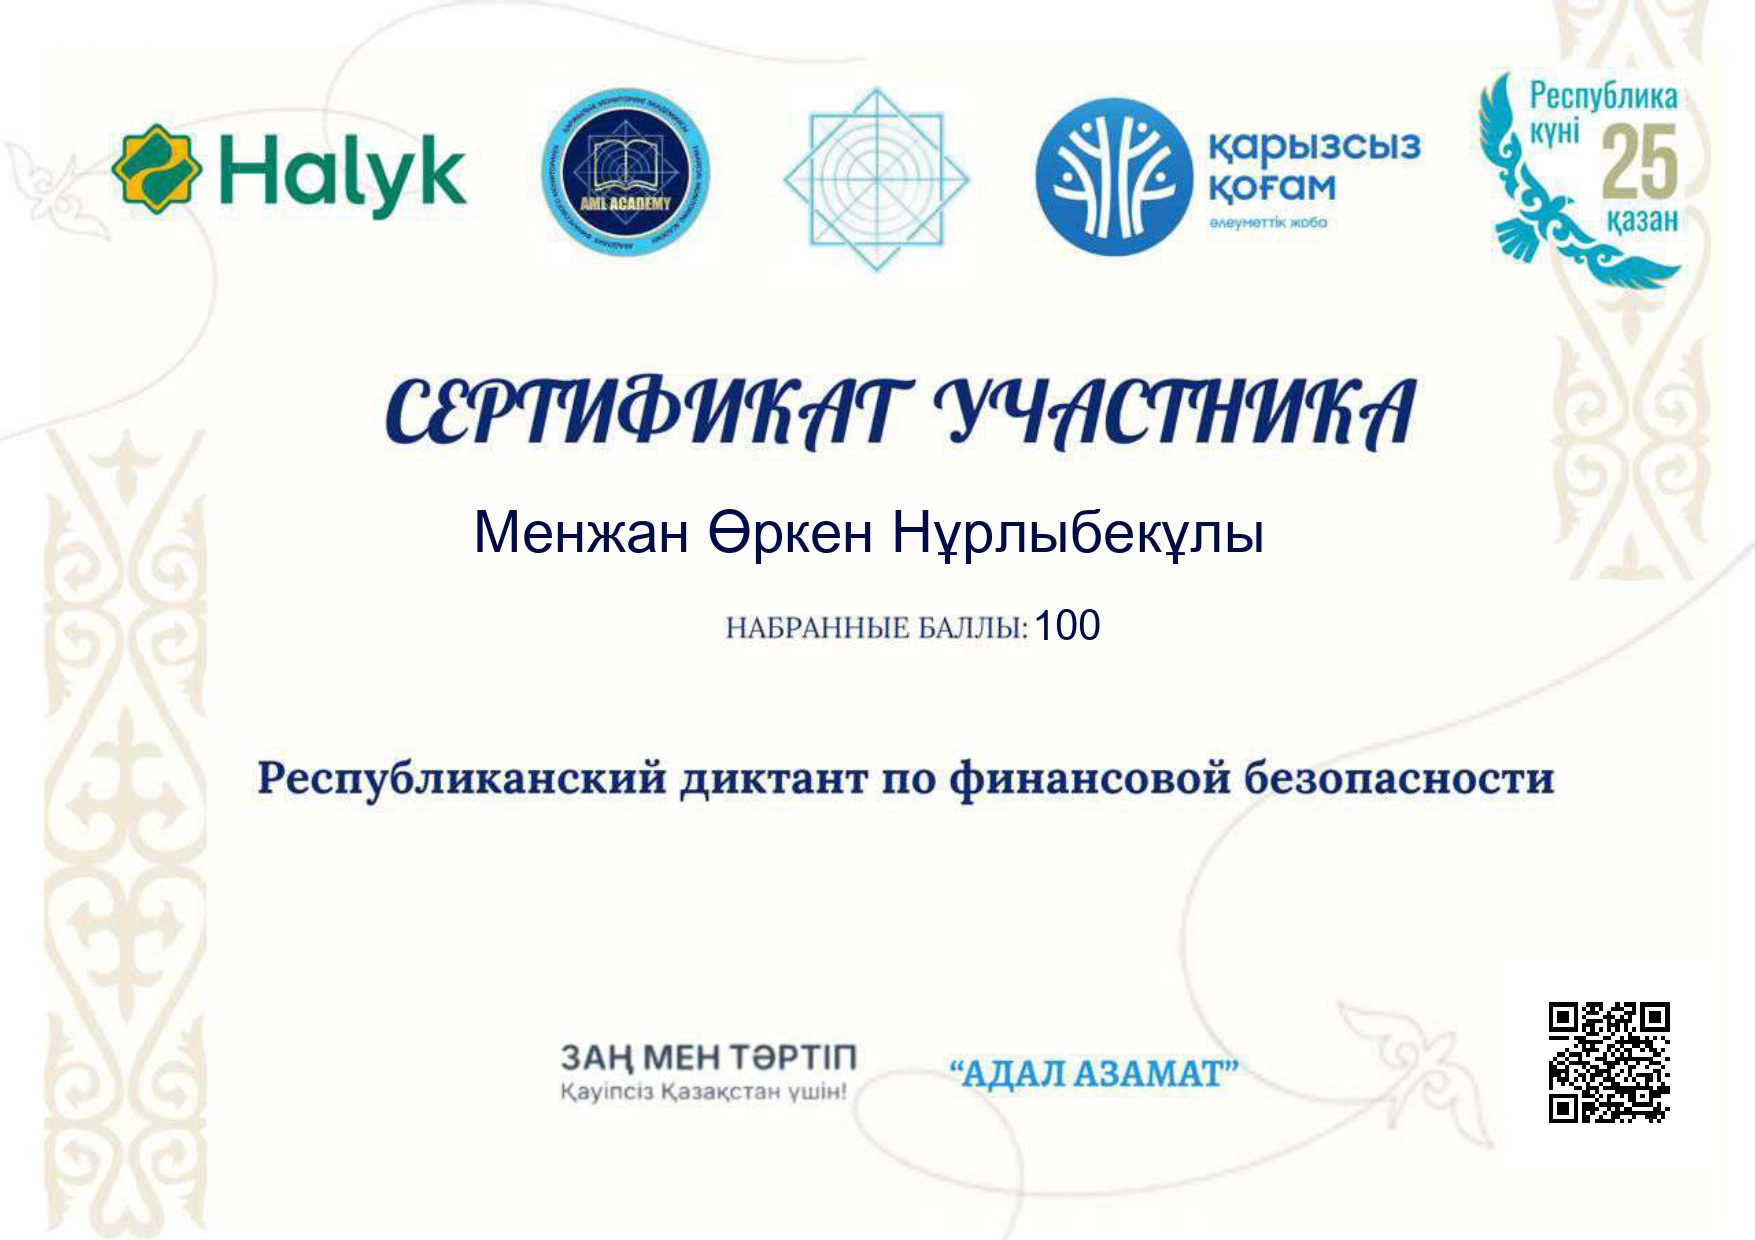 Halyk
AML ACADEMY
қарызсыз
қоғам
әлеуметтік жоба
Республика
күні
25
қазан
СЕРТИФИКАТ УЧАСТНИКА
Менжан Өркен Нұрлыбекұлы
НАБРАННЫЕ БАЛЛЫ: 100
Республиканский диктант по финансовой безопасности
ЗАҢ МЕН ТӘРТІП
Қауіпсіз Қазақстан үшін!
“АДАЛ АЗАМАТ”